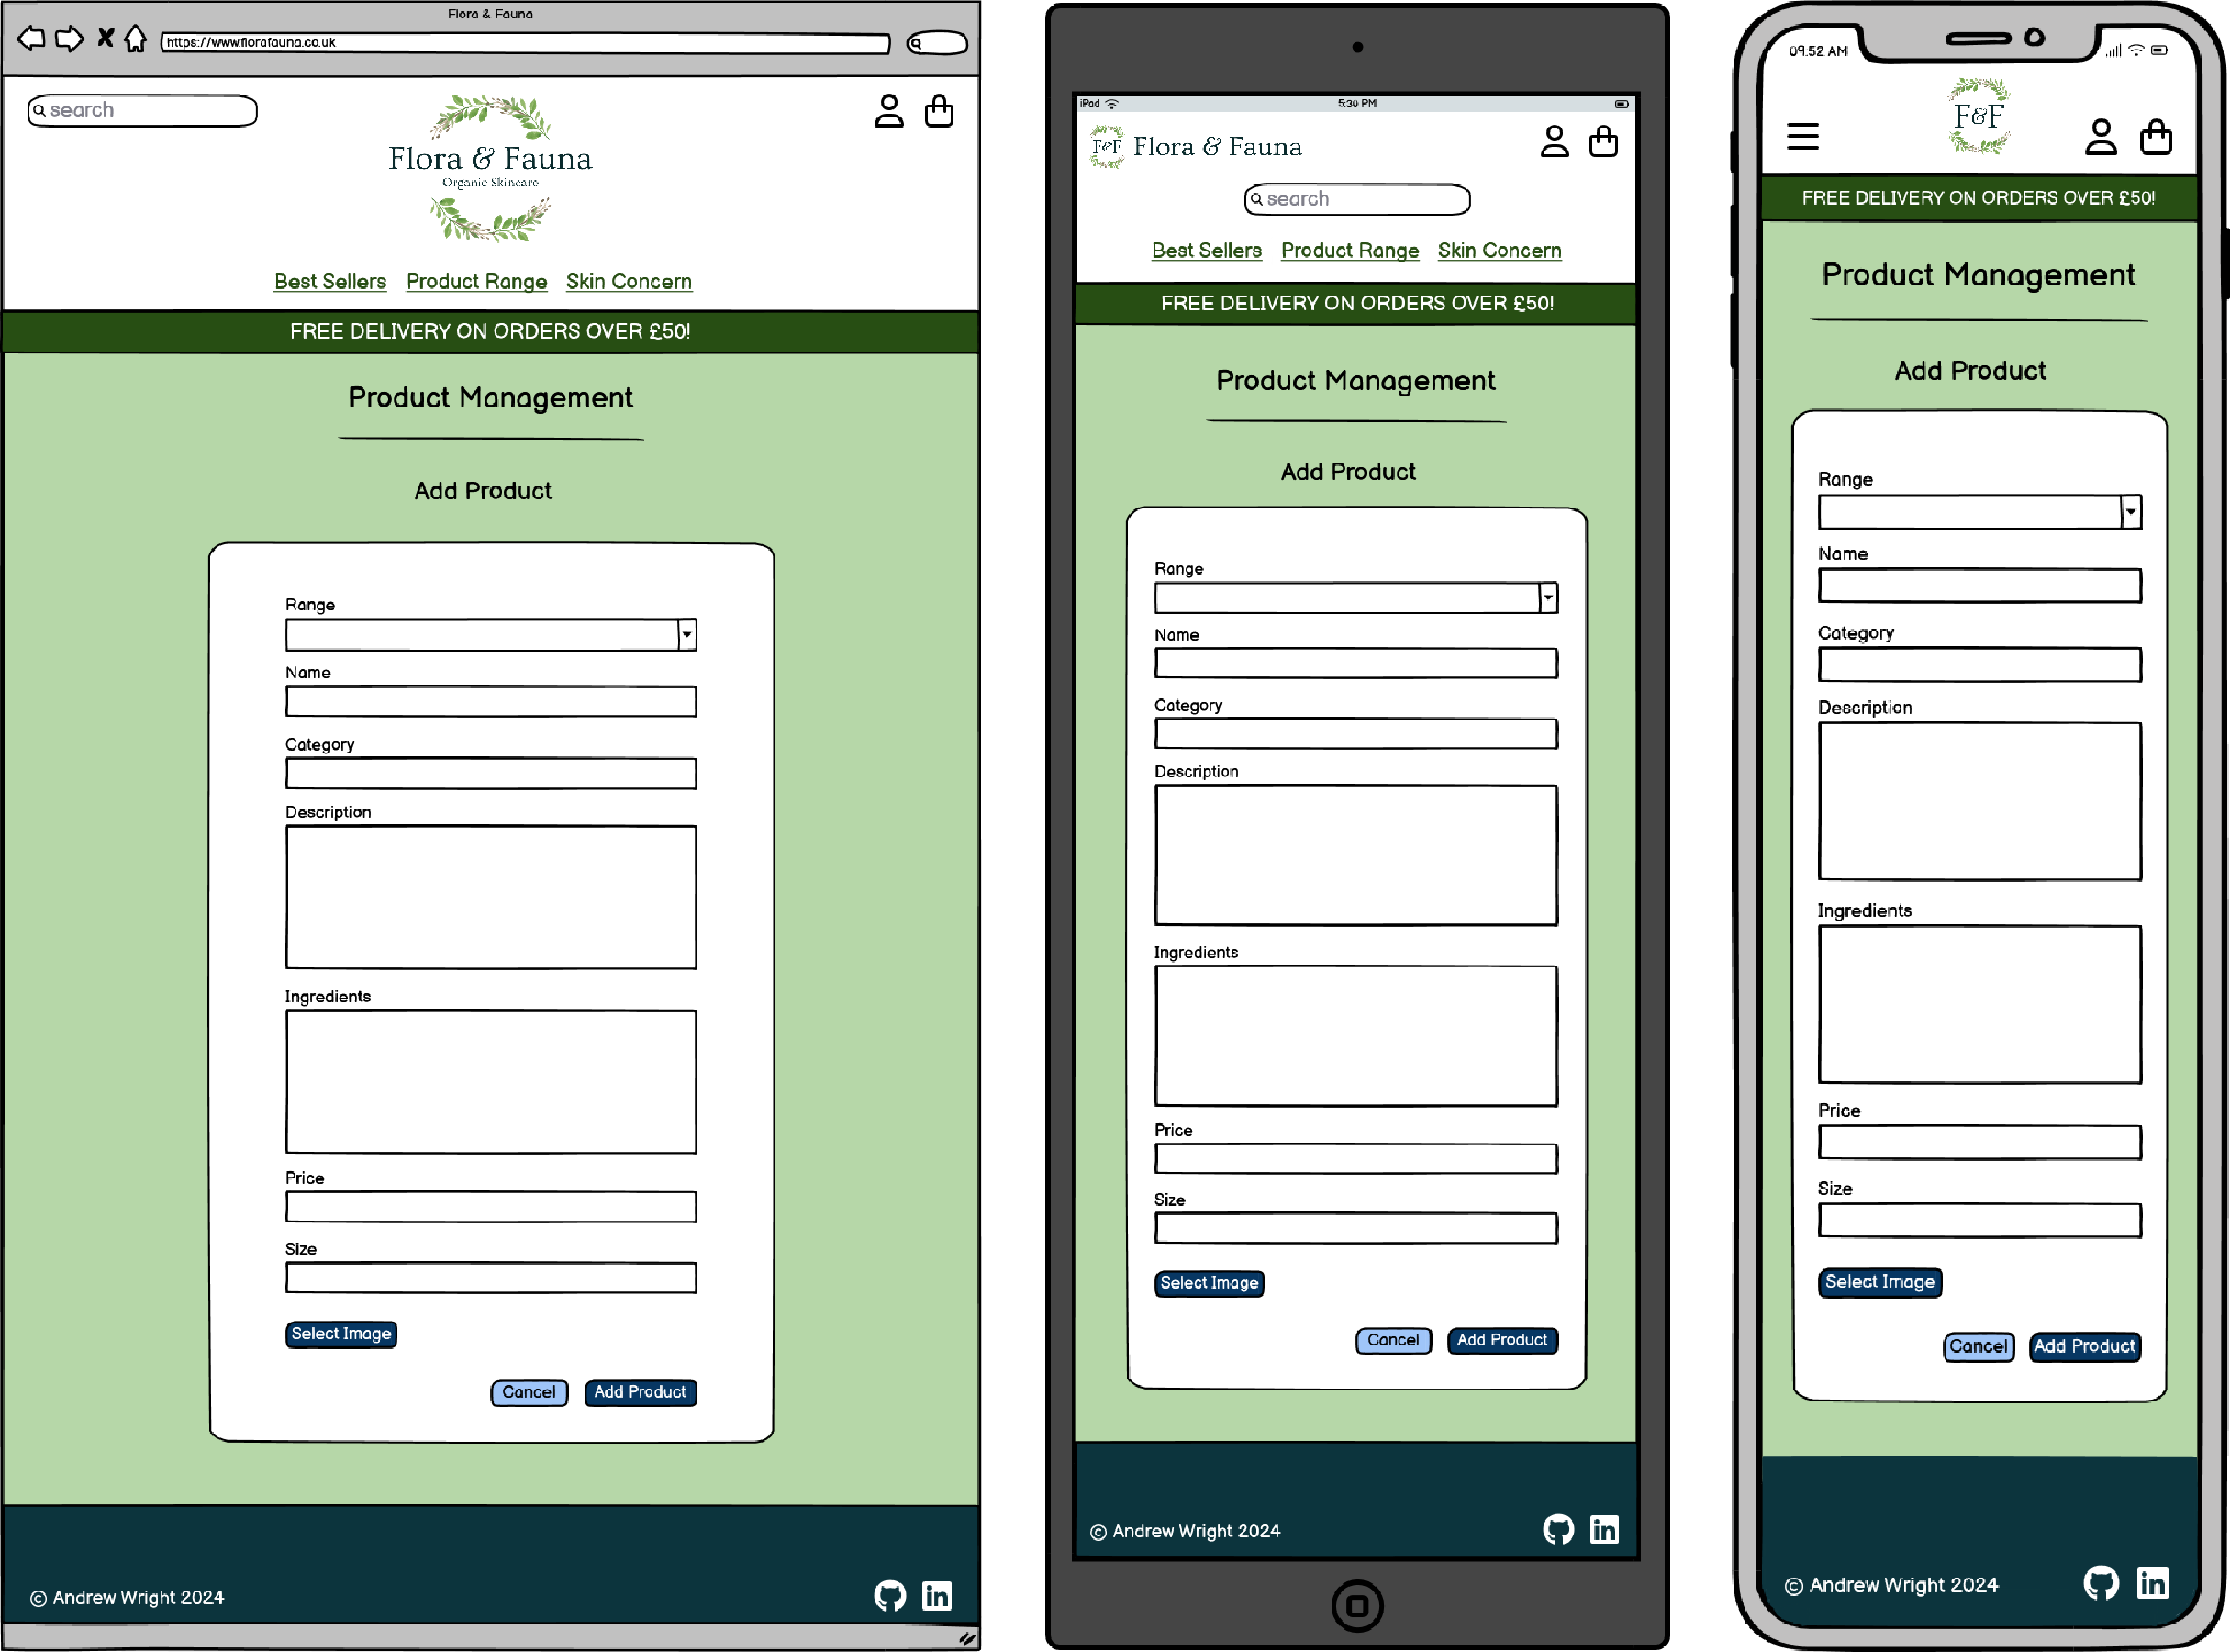 Flora & Fauna
https://www.florafauna.co.uk
search
Flora & Fauna
Organic Skincare
Best Sellers Product Range Skin Concern
FREE DELIVERY ON ORDERS OVER £50!
Product Management
Add Product
Range
Name
Category
Description
Ingredients
Price
Size
Select Image
Cancel Add Product
© Andrew Wright 2024
in
iPad 5:30 PM
F&F Flora & Fauna
search
Best Sellers Product Range Skin Concern
FREE DELIVERY ON ORDERS OVER £50!
Product Management
Add Product
Range
Name
Category
Description
Ingredients
Price
Size
Select Image
Cancel Add Product
© Andrew Wright 2024
in
09:52 AM
F&F
FREE DELIVERY ON ORDERS OVER £50!
Product Management
Add Product
Range
Name
Category
Description
Ingredients
Price
Size
Select Image
Cancel Add Product
© Andrew Wright 2024
in